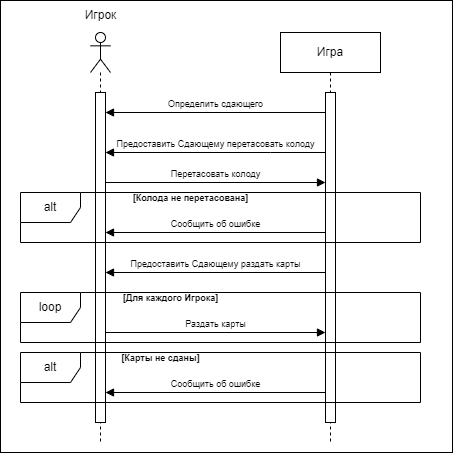 Игрок
Игра
Определить сдающего
Предоставить Сдающему перетасовать колоду
Перетасовать колоду
alt
[Колода не перетасована]
Сообщить об ошибке
Предоставить Сдающему раздать карты
loop
[Для каждого Игрока]
Раздать карты
alt
[Карты не сданы]
Сообщить об ошибке